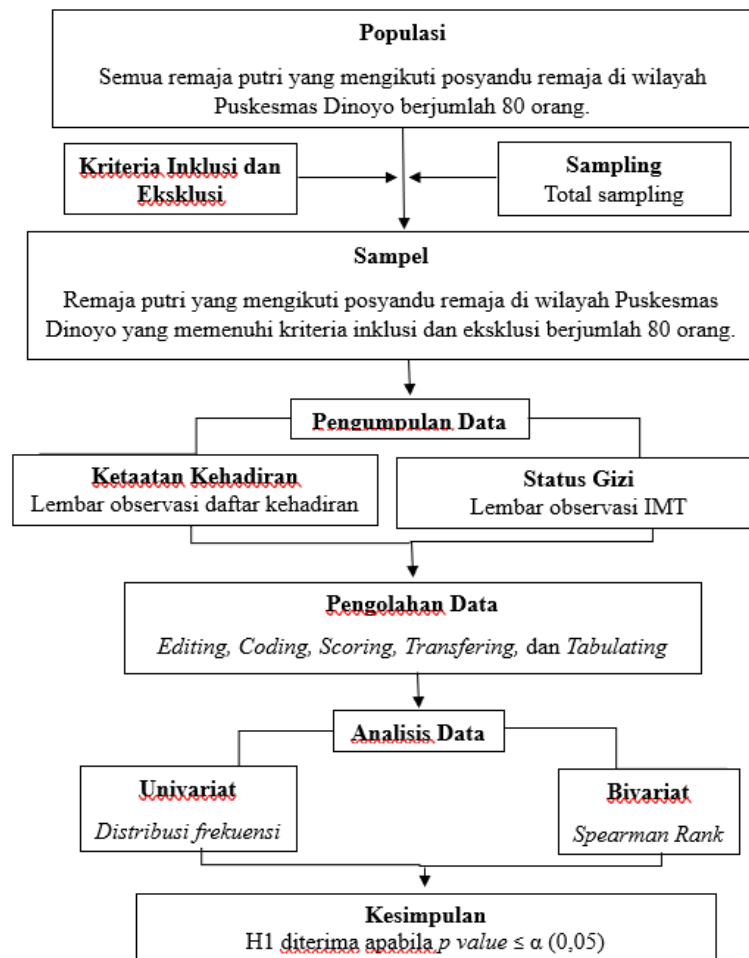 Populasi
Semua remaja putri yang mengikuti posyandu remaja di wilayah
Puskesmas Dinoyo berjumlah 80 orang.
Kriteria Inklusi dan
Eksklusi
Sampling
Total sampling
Sampel
Remaja putri yang mengikuti posyandu remaja di wilayah Puskesmas
Dinoyo yang memenuhi kriteria inklusi dan eksklusi berjumlah 80 orang.
Pengumpulan Data
Ketaatan Kehadiran
Lembar observasi daftar kehadiran
Status Gizi
Lembar observasi IMT
Pengolahan Data
Editing, Coding, Scoring, Transfering, dan Tabulating
Analisis Data
Univariat
Distribusi frekuensi
Bivariat
Spearman Rank
Kesimpulan
H1 diterima apabila p value ≤ α (0,05)